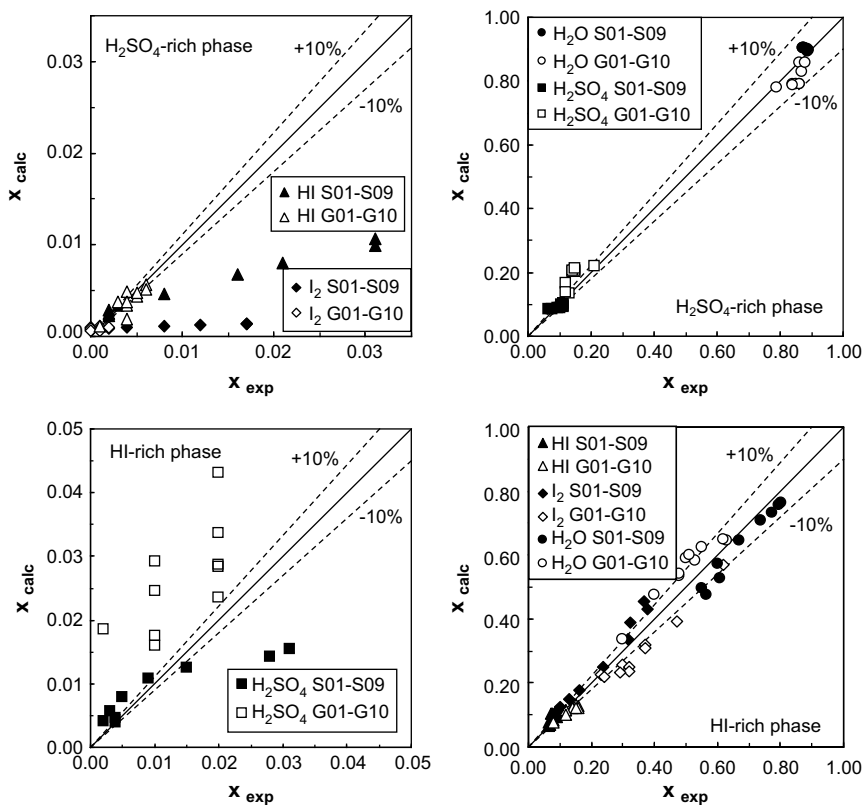 H2SO4-rich phase
+10%
-10%
0.03
0.02
0.01
0.00
x calc
▲ HI S01-S09
△ HI G01-G10
◆ I2 S01-S09
◇ I2 G01-G10
0.00 0.01 0.02 0.03
x exp
1.00
0.80
0.60
0.40
0.20
0.00
x calc
● H2O S01-S09
○ H2O G01-G10
■ H2SO4 S01-S09
□ H2SO4 G01-G10
+10%
-10%
H2SO4-rich phase
0.00 0.20 0.40 0.60 0.80 1.00
x exp
0.05
0.04
0.03
0.02
0.01
0.00
x calc
HI-rich phase
+10%
-10%
■ H2SO4 S01-S09
□ H2SO4 G01-G10
0.00 0.01 0.02 0.03 0.04 0.05
x exp
1.00
0.80
0.60
0.40
0.20
0.00
x calc
▲ HI S01-S09
△ HI G01-G10
◆ I2 S01-S09
◇ I2 G01-G10
● H2O S01-S09
○ H2O G01-G10
+10%
-10%
HI-rich phase
0.00 0.20 0.40 0.60 0.80 1.00
x exp